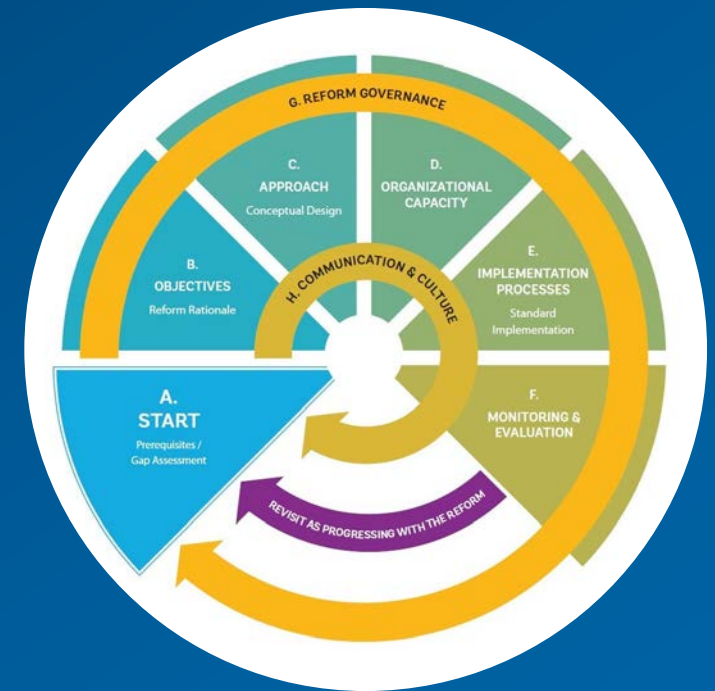 G. REFORM GOVERNANCE
C.
APPROACH
Conceptual Design
D.
ORGANIZATIONAL
CAPACITY
B.
OBJECTIVES
Reform Rationale
H. COMMUNICATION & CULTURE
E.
IMPLEMENTATION
PROCESSES
Standard
Implementation
A.
START
Prerequisites /
Gap Assessment
F.
MONITORING &
EVALUATION
REVISIT AS PROGRESSING WITH THE REFORM